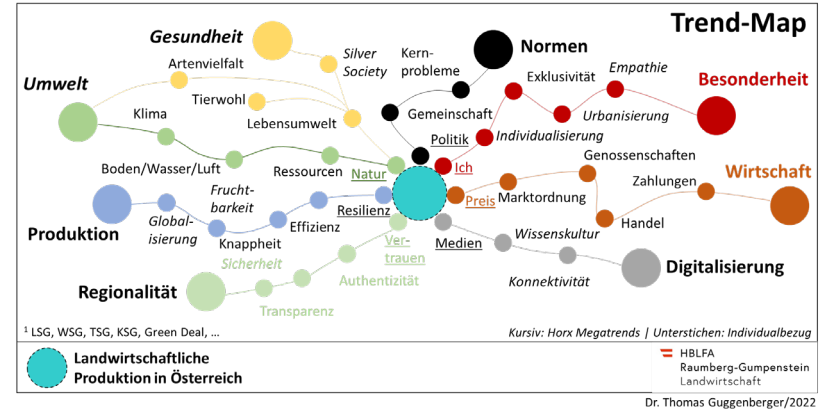 Trend-Map
Gesundheit
Silver
Society
Kern-
probleme
Normen
Artenvielfalt
Umwelt
Tierwohl
Lebensumwelt
Gemeinschaft
Exklusivität
Empathie
Besonderheit
Klima
Politik
Individualisierung
Urbanisierung
Boden/Wasser/Luft
Ressourcen
Natur
Ich
Genossenschaften
Wirtschaft
Frucht-
barkeit
Resilienz
Preis
Marktordnung
Zahlungen
Produktion
Global-
isierung
Knappheit
Effizienz
Handel
Medien
Wissenskultur
Ver-
trauen
Sicherheit
Regionalität
Authentizität
Transparenz
Konnektivität
Digitalisierung
1 LSG, WSG, TSG, KSG, Green Deal, …
Kursiv: Horx Megatrends | Unterstichen: Individualbezug
Landwirtschaftliche
Produktion in Österreich
HBLFA
Raumberg-Gumpenstein
Landwirtschaft
Dr. Thomas Guggenberger/2022